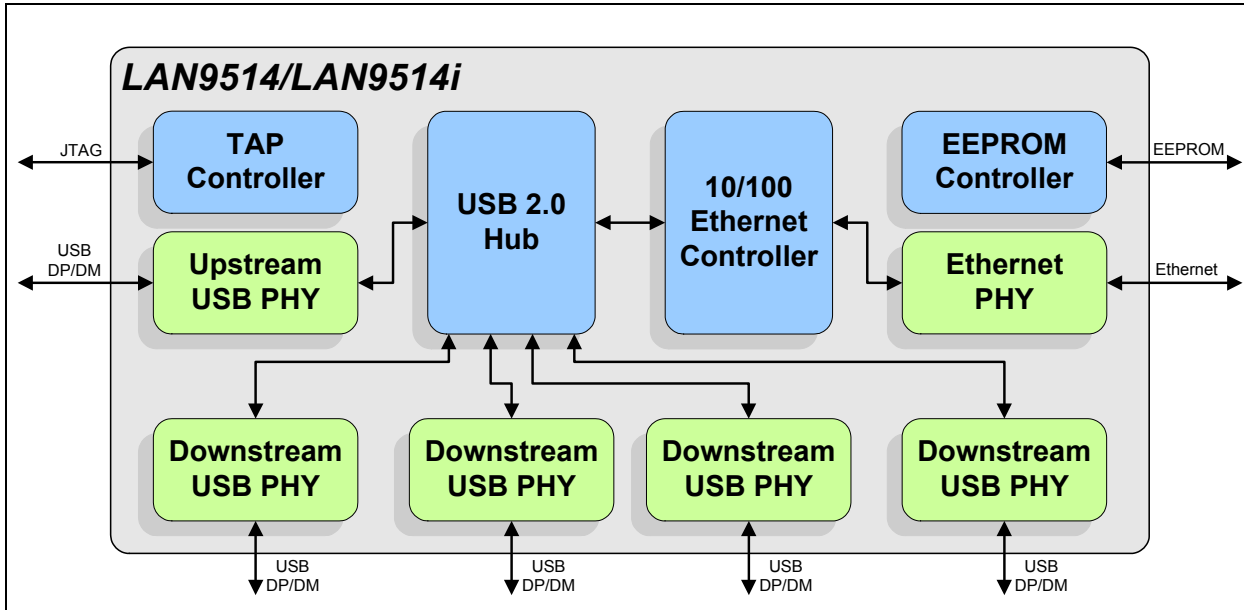 LAN9514/LAN9514i
JTAG
TAP
Controller
USB 2.0
Hub
10/100
Ethernet
Controller
EEPROM
Controller
EEPROM
USB
DP/DM
Upstream
USB PHY
Ethernet
PHY
Ethernet
Downstream
USB PHY
Downstream
USB PHY
Downstream
USB PHY
Downstream
USB PHY
USB
DP/DM
USB
DP/DM
USB
DP/DM
USB
DP/DM